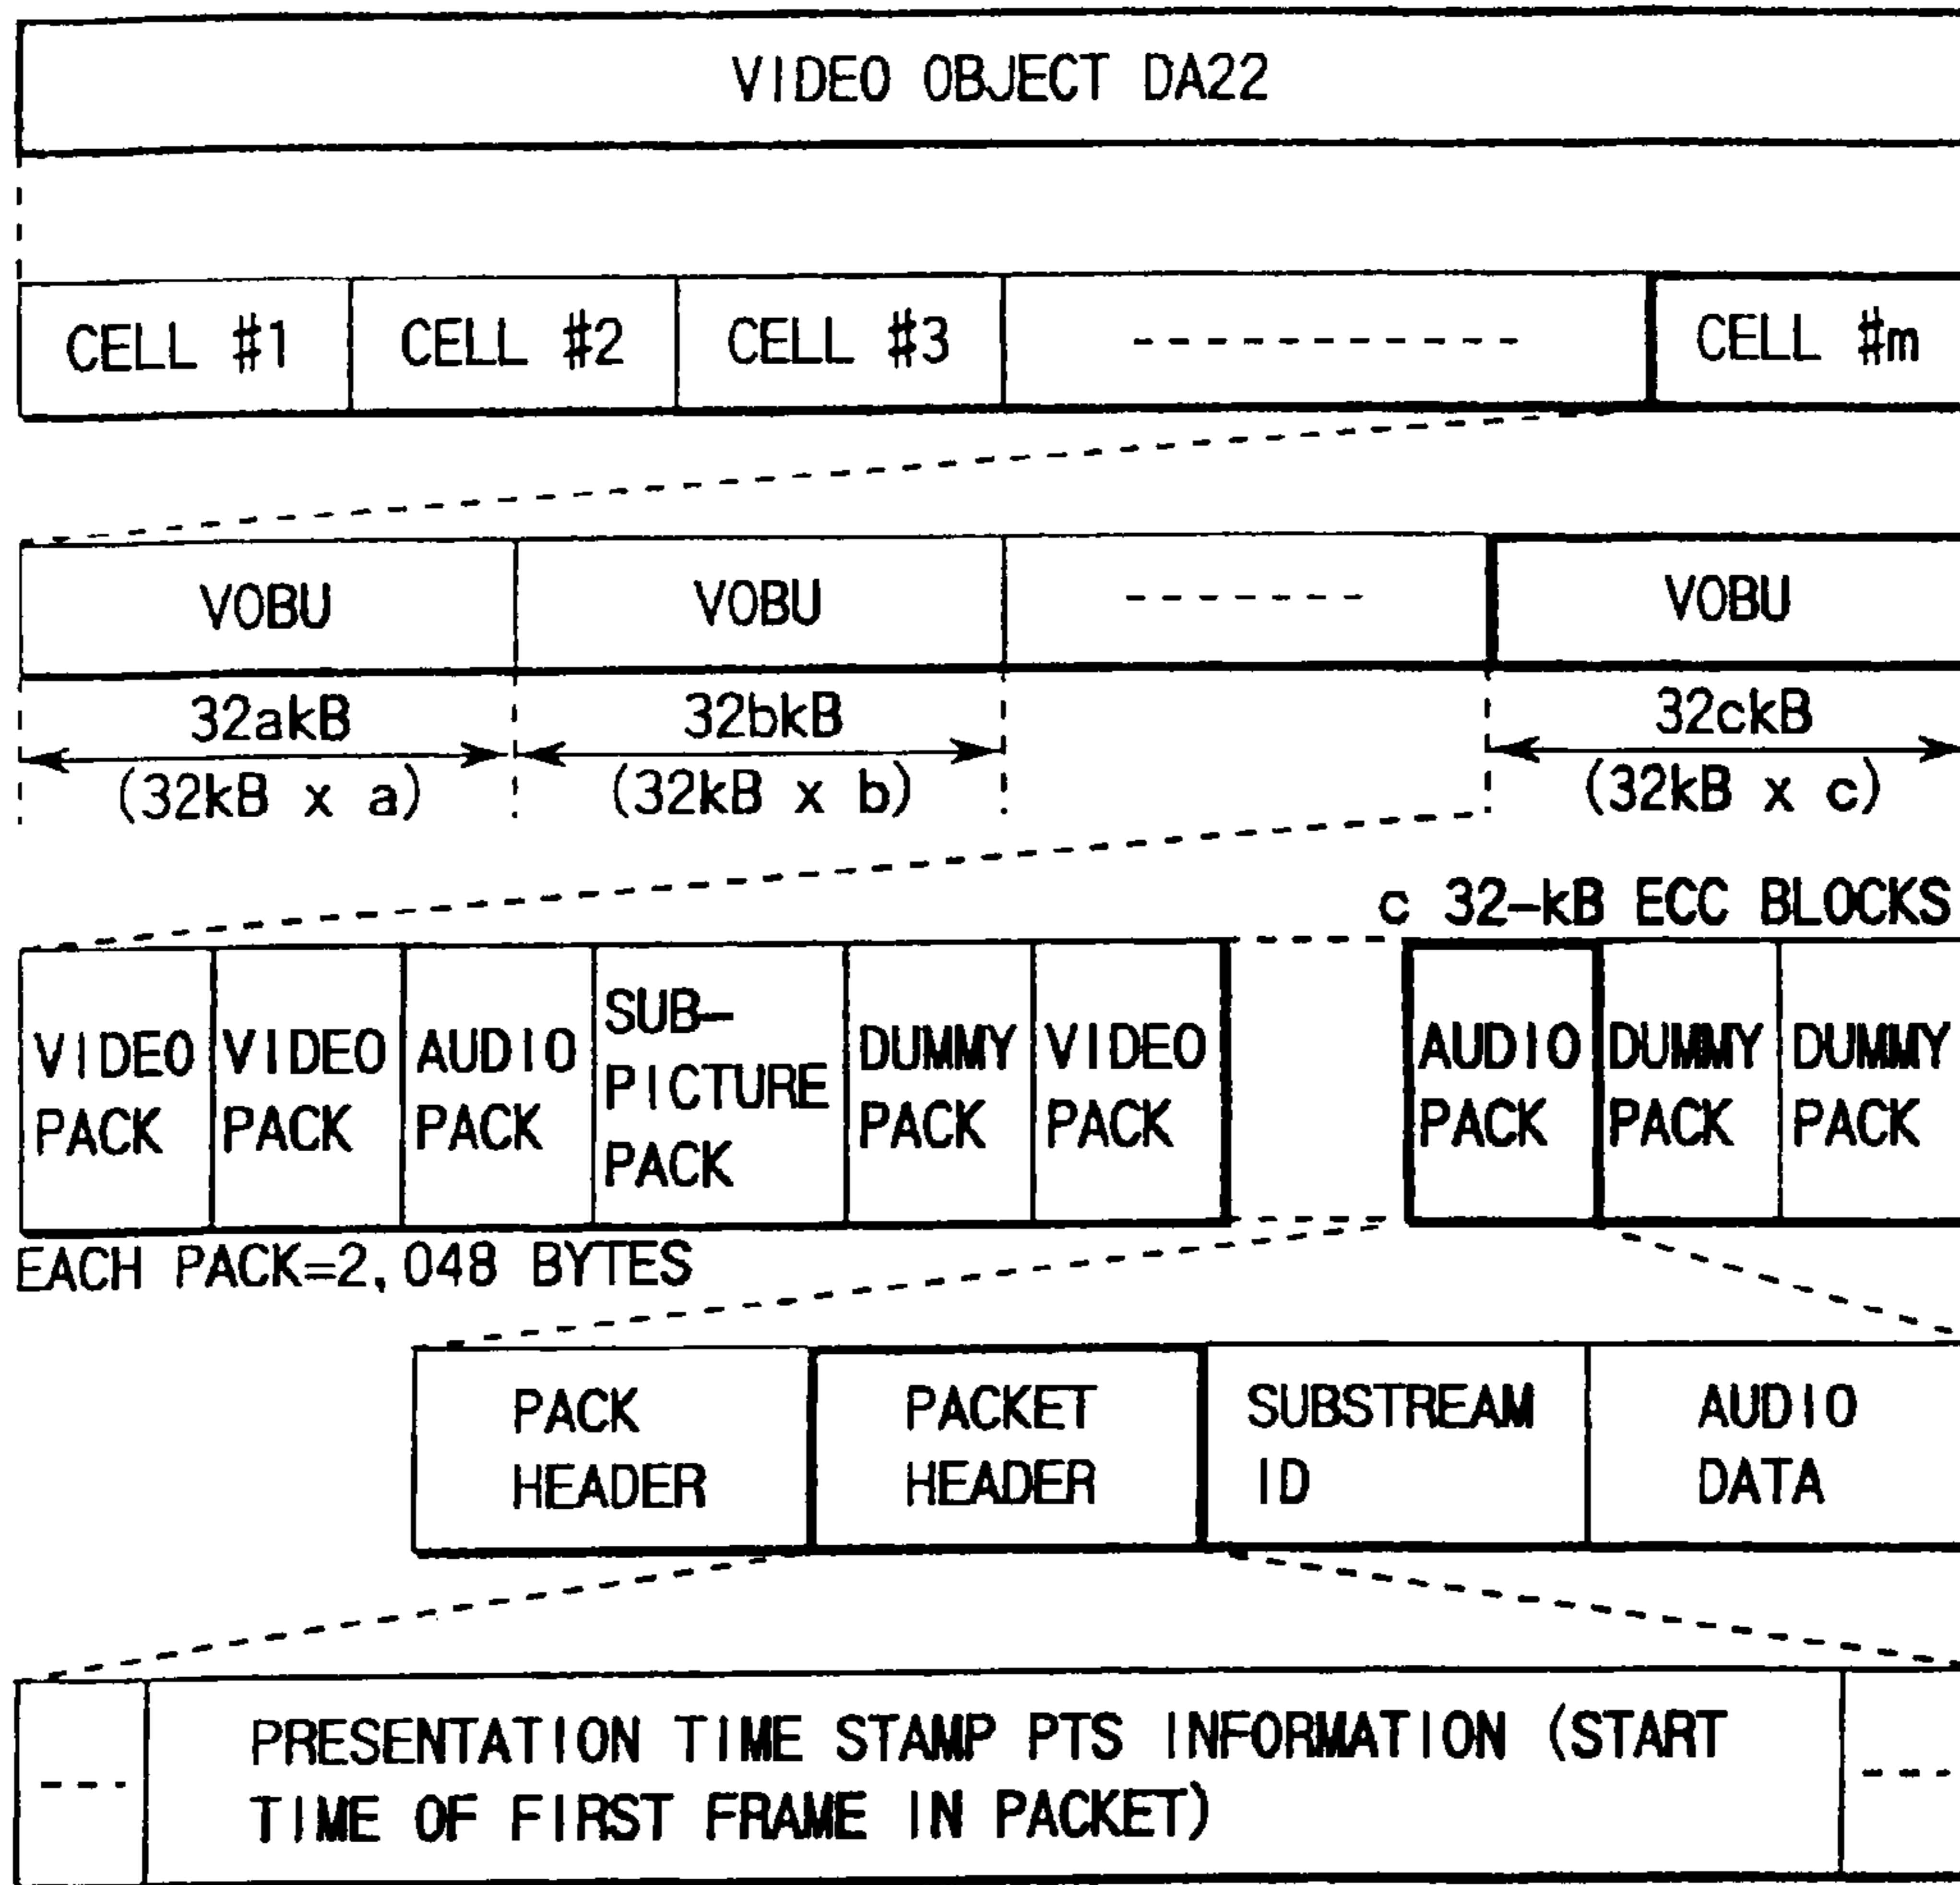 VIDEO OBJECT DA22
CELL #1 CELL #2 CELL #3 ------------- CELL #m
VOBU VOBU ------- VOBU
32akB 32bkB 32ckB
(32kB x a) (32kB x b) (32kB x c)
c 32-kB ECC BLOCKS
VIDEO PACK
VIDEO PACK
AUDIO PACK
SUB-
PICTURE
PACK
DUMMY PACK
VIDEO PACK
AUDIO PACK
DUMMY PACK
DUMMY PACK
EACH PACK=2,048 BYTES
PACK
HEADER
PACKET
HEADER
SUBSTREAM
ID
AUDIO
DATA
--- PRESENTATION TIME STAMP PTS INFORMATION (START ---
TIME OF FIRST FRAME IN PACKET)